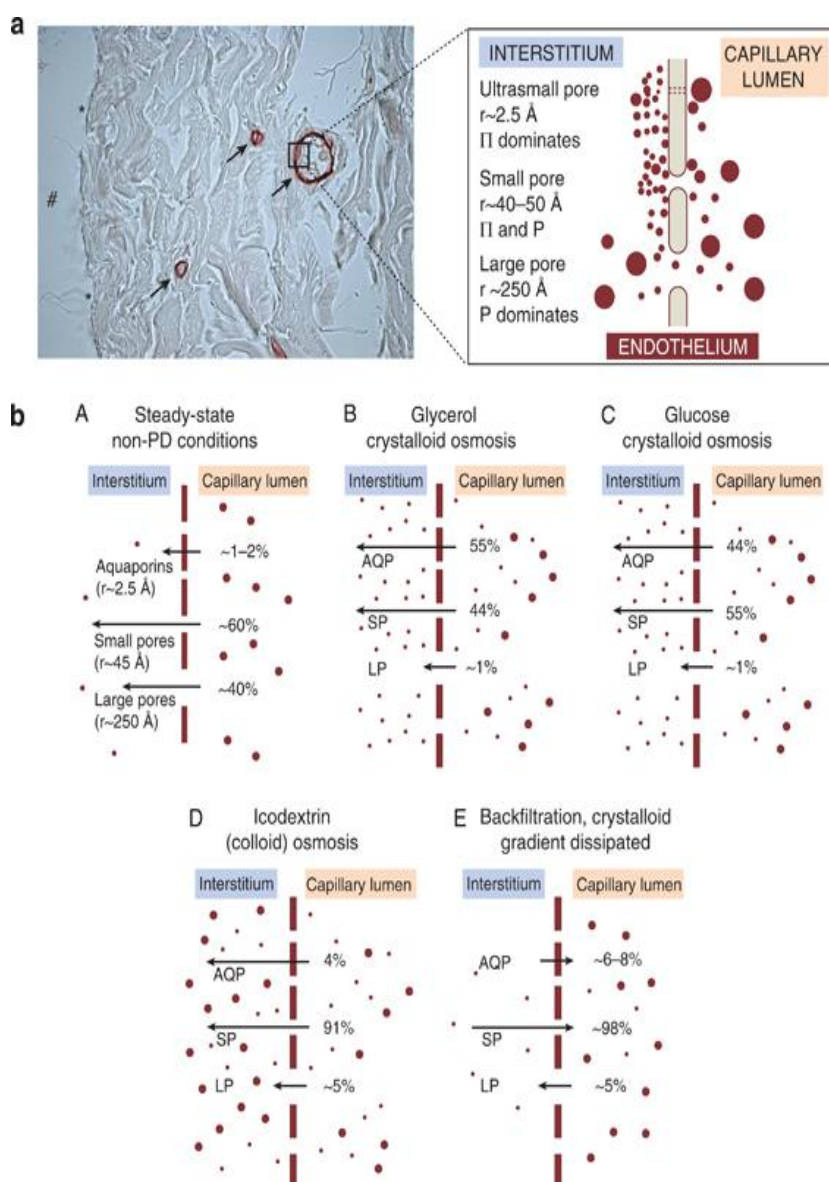 a
#
*
*
INTERSTITIUM
CAPILLARY
LUMEN
Ultrasmall pore
r~2.5 Å
Π dominates
Small pore
r~40–50 Å
Π and P
Large pore
r ~250 Å
P dominates
ENDOTHELIUM
b
A Steady-state
non-PD conditions
Interstitium Capillary lumen
Aquaporins
(r~2.5 Å)
~1–2%
Small pores
(r~45 Å)
~60%
Large pores
(r~250 Å)
~40%
B Glycerol
crystalloid osmosis
Interstitium Capillary lumen
AQP 55%
SP 44%
LP ~1%
C Glucose
crystalloid osmosis
Interstitium Capillary lumen
AQP 44%
SP 55%
LP ~1%
D Icodextrin
(colloid) osmosis
Interstitium Capillary lumen
AQP 4%
SP 91%
LP ~5%
E Backfiltration, crystalloid
gradient dissipated
Interstitium Capillary lumen
AQP ~6–8%
SP ~98%
LP ~5%